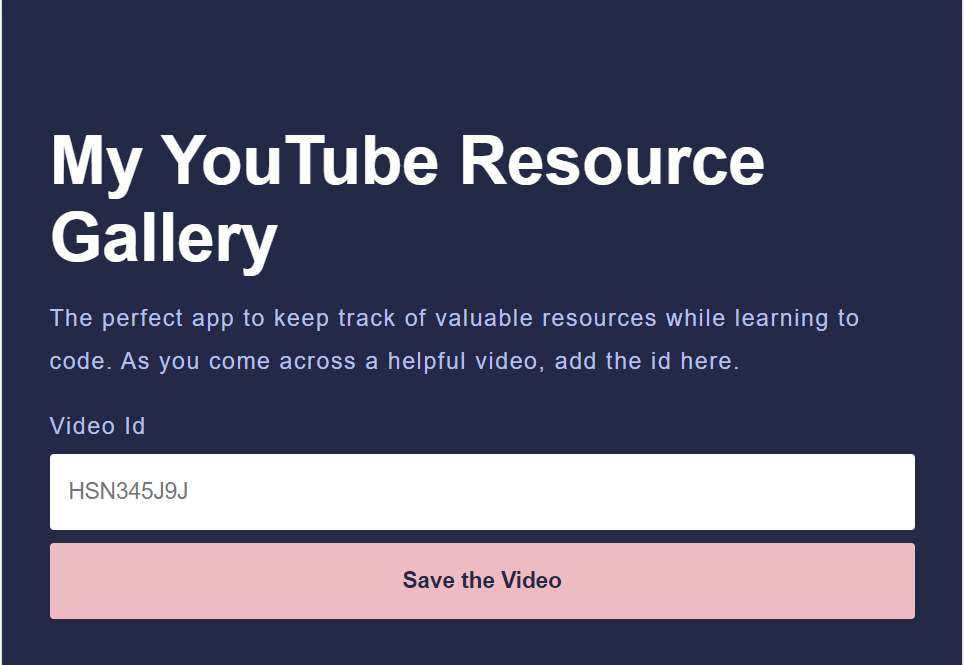 My YouTube Resource
Gallery
The perfect app to keep track of valuable resources while learning to
code. As you come across a helpful video, add the id here.
Video Id
HSN345J9J
Save the Video